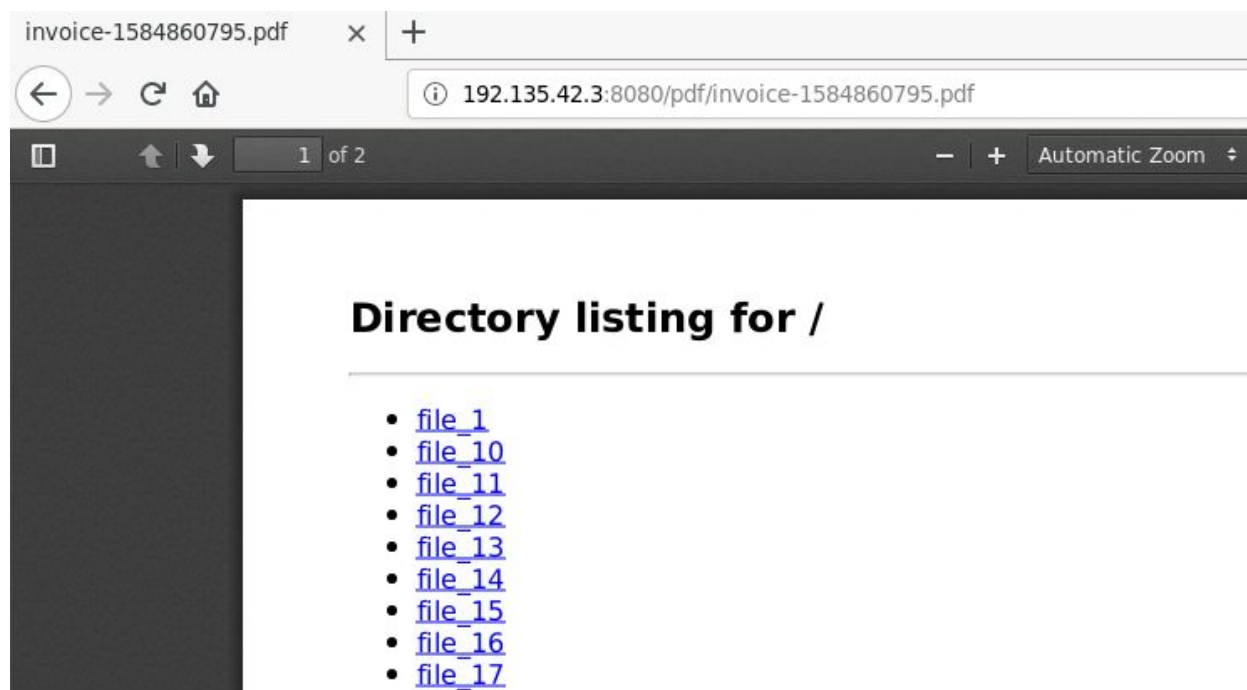 invoice-1584860795.pdf
192.135.42.3:8080/pdf/invoice-1584860795.pdf
1 of 2 Automatic Zoom
Directory listing for /
file_1
file_10
file_11
file_12
file_13
file_14
file_15
file_16
file_17